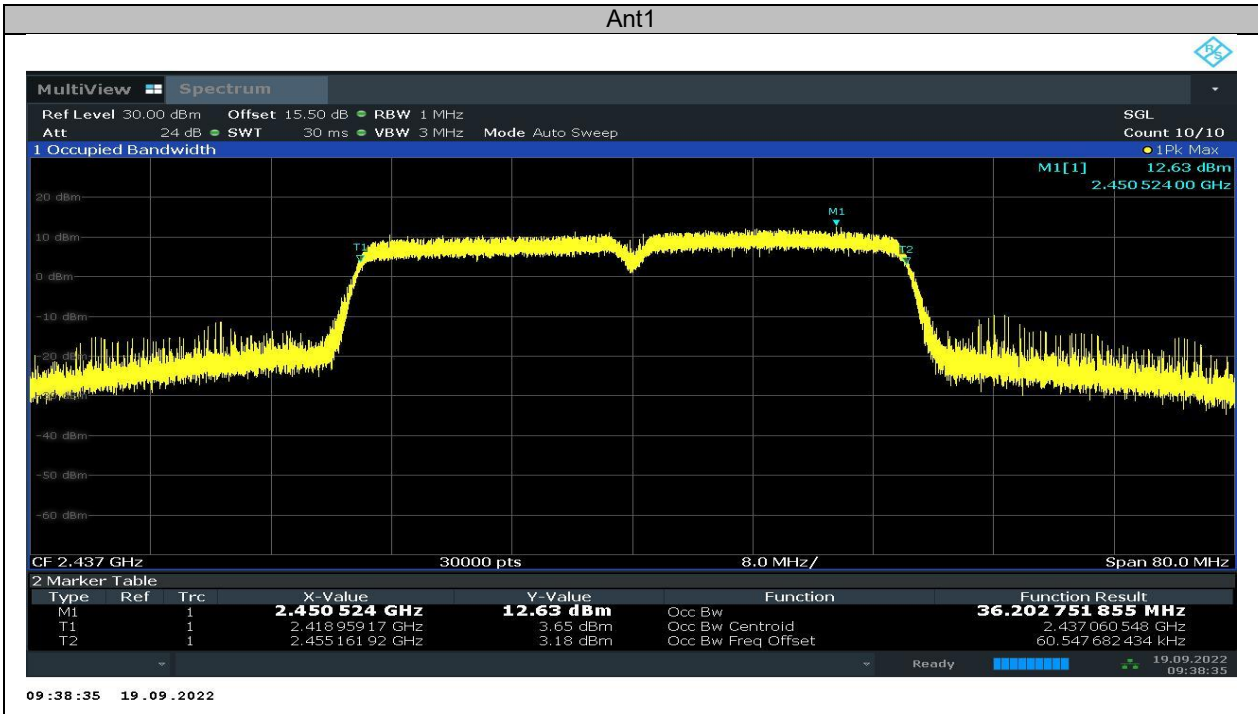 Ant1
R&S
MultiView Spectrum
Ref Level 30.00 dBm Offset 15.50 dB RBW 1 MHz SGL
Att 24 dB SWT 30 ms VBW 3 MHz Mode Auto Sweep Count 10/10
1 Occupied Bandwidth 1Pk Max
M1[1] 12.63 dBm
2.450 524 00 GHz
20 dBm
M1
10 dBm
T1
T2
0 dBm
-10 dBm
-20 dBm
-40 dBm
-50 dBm
-60 dBm
CF 2.437 GHz 30000 pts 8.0 MHz/ Span 80.0 MHz
2 Marker Table
Type Ref Trc X-Value Y-Value Function Function Result
M1 1 2.450 524 GHz 12.63 dBm Occ Bw 36.202 751 855 MHz
T1 1 2.418 959 17 GHz 3.65 dBm Occ Bw Centroid 2.437 060 548 GHz
T2 1 2.455 161 92 GHz 3.18 dBm Occ Bw Freq Offset 60.547 682 434 kHz
Ready 19.09.2022
09:38:35
09:38:35 19.09.2022